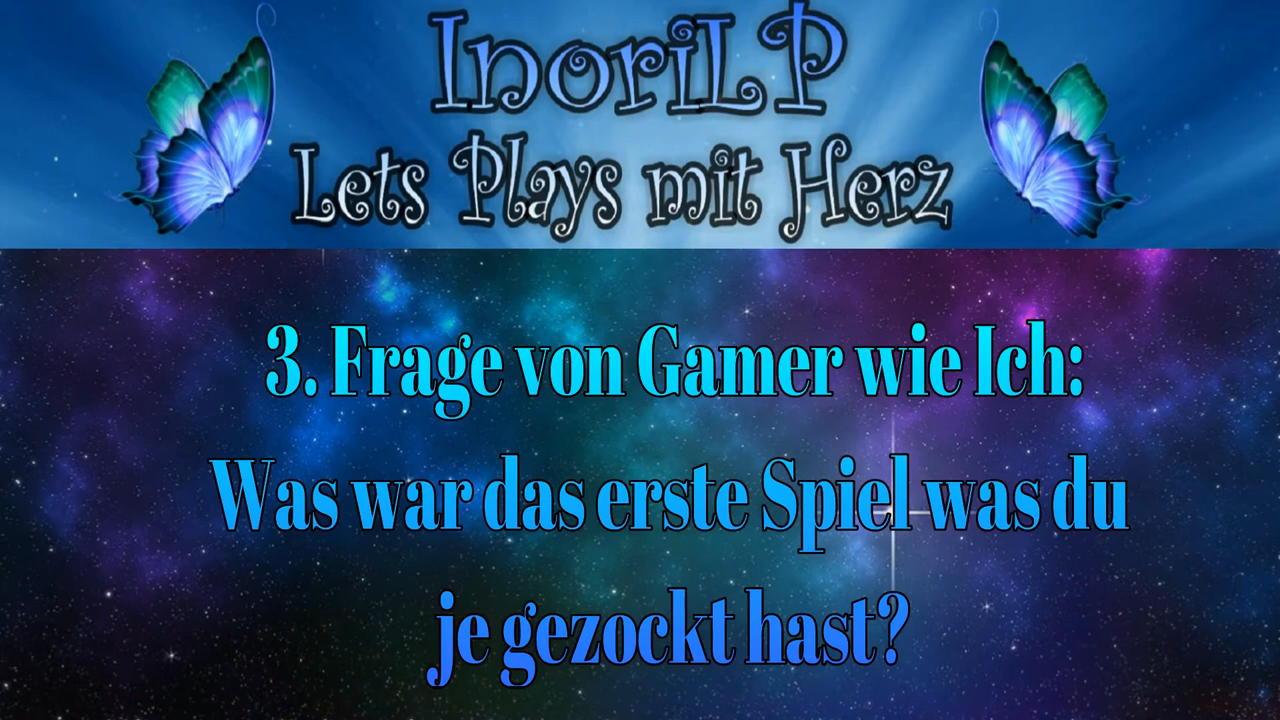 InoriLP
Lets Plays mit Herz
3. Frage von Gamer wie Ich:
Was war das erste Spiel was du
je gezockt hast?